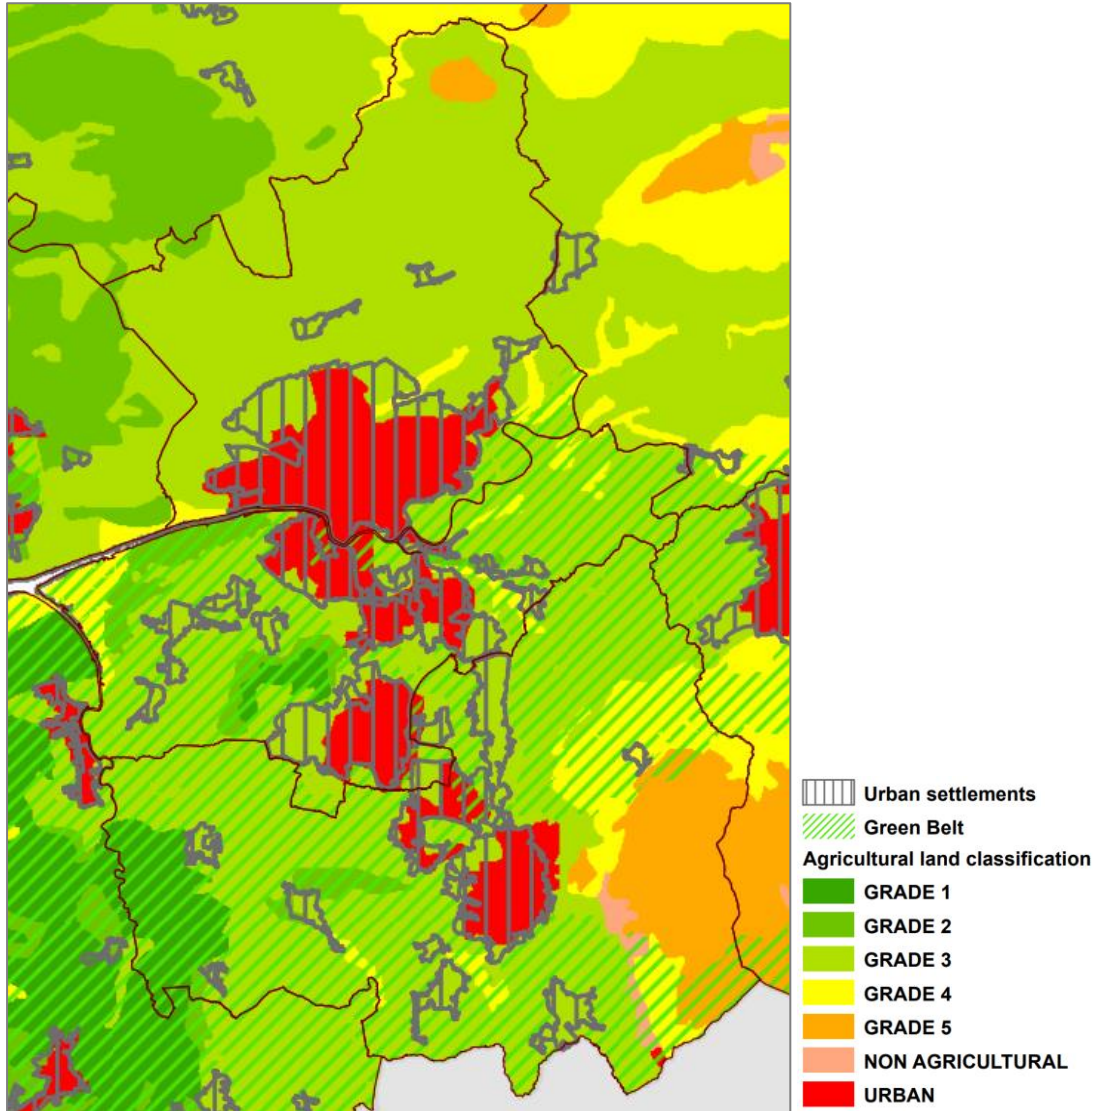 Urban settlements
Green Belt
Agricultural land classification
GRADE 1
GRADE 2
GRADE 3
GRADE 4
GRADE 5
NON AGRICULTURAL
URBAN